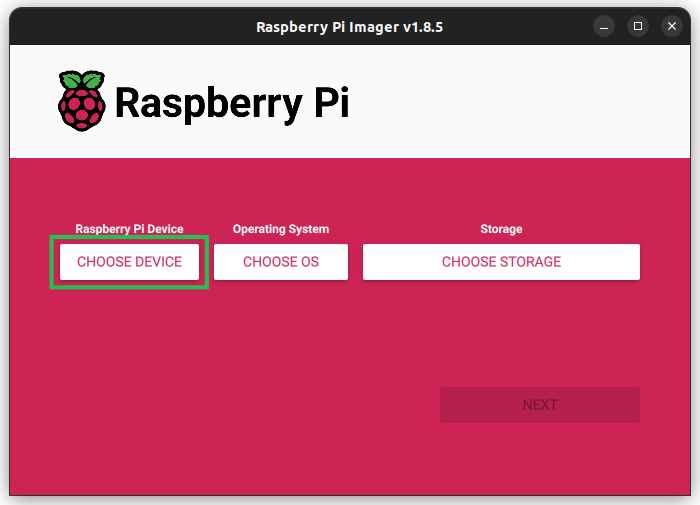 Raspberry Pi Imager v1.8.5
Raspberry Pi
Raspberry Pi Device
Operating System
Storage
CHOOSE DEVICE
CHOOSE OS
CHOOSE STORAGE
NEXT